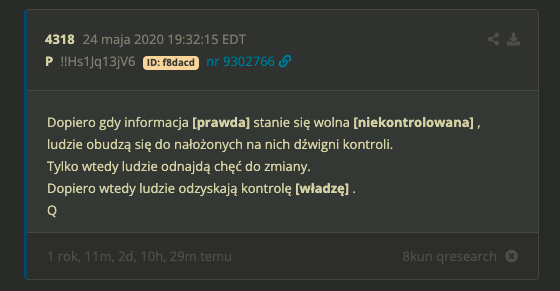 4318 24 maja 2020 19:32:15 EDT
P !!Hs1Jq13jV6 ID: f8dacd nr 9302766
Dopiero gdy informacja [prawda] stanie się wolna [niekontrolowana] ,
ludzie obudzą się do nałożonych na nich dźwigni kontroli.
Tylko wtedy ludzie odnajdą chęć do zmiany.
Dopiero wtedy ludzie odzyskają kontrolę [władzę] .
Q
1 rok, 11m, 2d, 10h, 29m temu 8kun qresearch